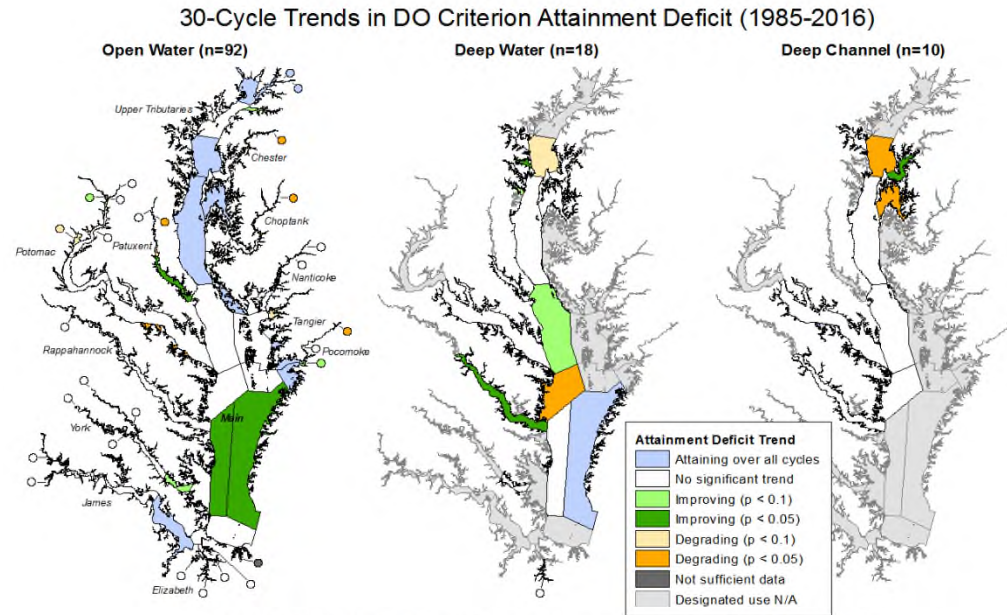 30-Cycle Trends in DO Criterion Attainment Deficit (1985-2016)
Open Water (n=92)
Deep Water (n=18)
Deep Channel (n=10)
Upper Tributaries
Chester
Choptank
Patuxent
Potomac
Nanticoke
Tangier
Rappahannock
Pocomoke
Main
York
James
Elizabeth
Attainment Deficit Trend
Attaining over all cycles
No significant trend
Improving (p < 0.1)
Improving (p < 0.05)
Degrading (p < 0.1)
Degrading (p < 0.05)
Not sufficient data
Designated use N/A